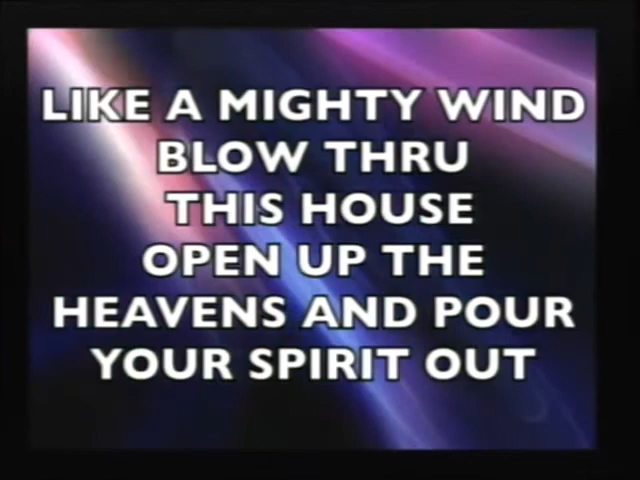 LIKE A MIGHTY WIND
BLOW THRU
THIS HOUSE
OPEN UP THE
HEAVENS AND POUR
YOUR SPIRIT OUT